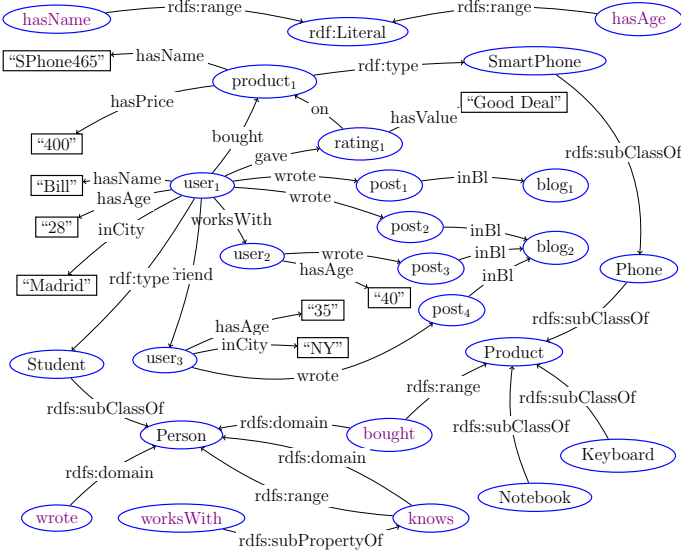 hasName
rdfs:range
rdf:Literal
rdfs:range
hasAge
"SPhone465"
hasName
product1
rdf:type
SmartPhone
hasPrice
on
hasValue
"Good Deal"
"400"
bought
gave
rating1
rdfs:subClassOf
"Bill"
hasName
user1
wrote
post1
inBl
blog1
hasAge
"28"
inCity
worksWith
wrote
post2
inBl
blog2
user2
wrote
post3
inBl
inBl
hasAge
"40"
Phone
"Madrid"
rdf:type
friend
"35"
post4
hasAge
inCity
"NY"
rdfs:subClassOf
Student
user3
wrote
Product
rdfs:subClassOf
rdfs:range
rdfs:subClassOf
rdfs:subClassOf
Person
rdfs:domain
bought
rdfs:domain
Keyboard
rdfs:domain
rdfs:range
Notebook
wrote
worksWith
rdfs:subPropertyOf
knows